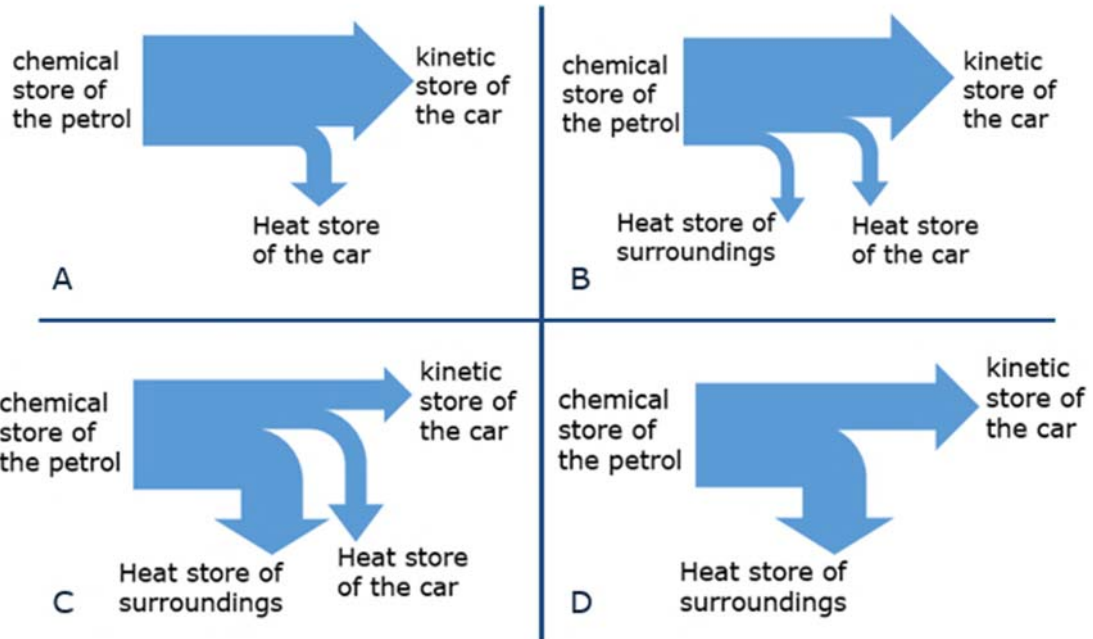 chemical
store of
the petrol
kinetic
store of
the car
Heat store
of the car
A
chemical
store of
the petrol
kinetic
store of
the car
Heat store of
surroundings
Heat store
of the car
B
chemical
store of
the petrol
kinetic
store of
the car
Heat store of
surroundings
Heat store
of the car
C
chemical
store of
the petrol
kinetic
store of
the car
Heat store of
surroundings
D